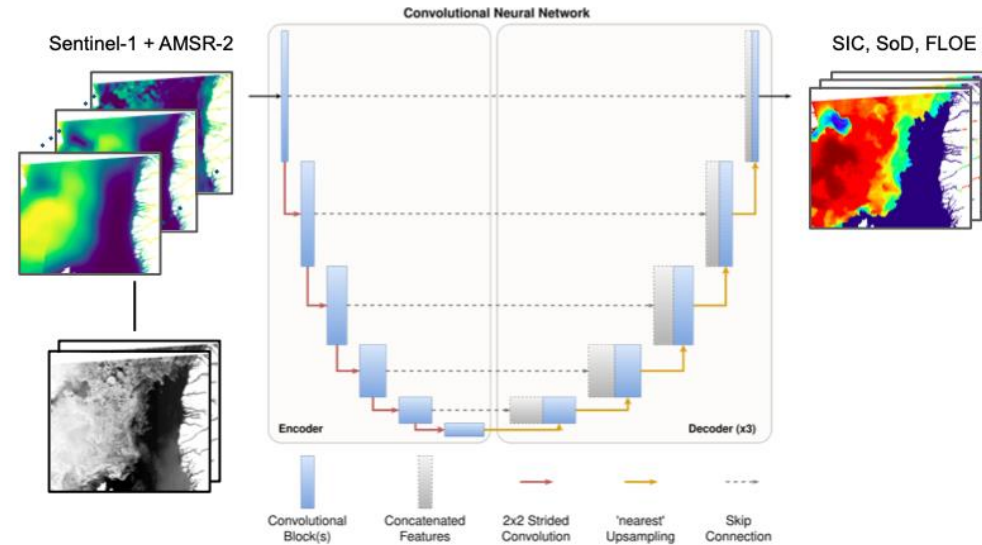 Convolutional Neural Network
Sentinel-1 + AMSR-2
SIC, SoD, FLOE
Encoder
Decoder (x3)
Convolutional
Block(s)
Concatenated
Features
2x2 Strided
Convolution
'nearest'
Upsampling
Skip
Connection